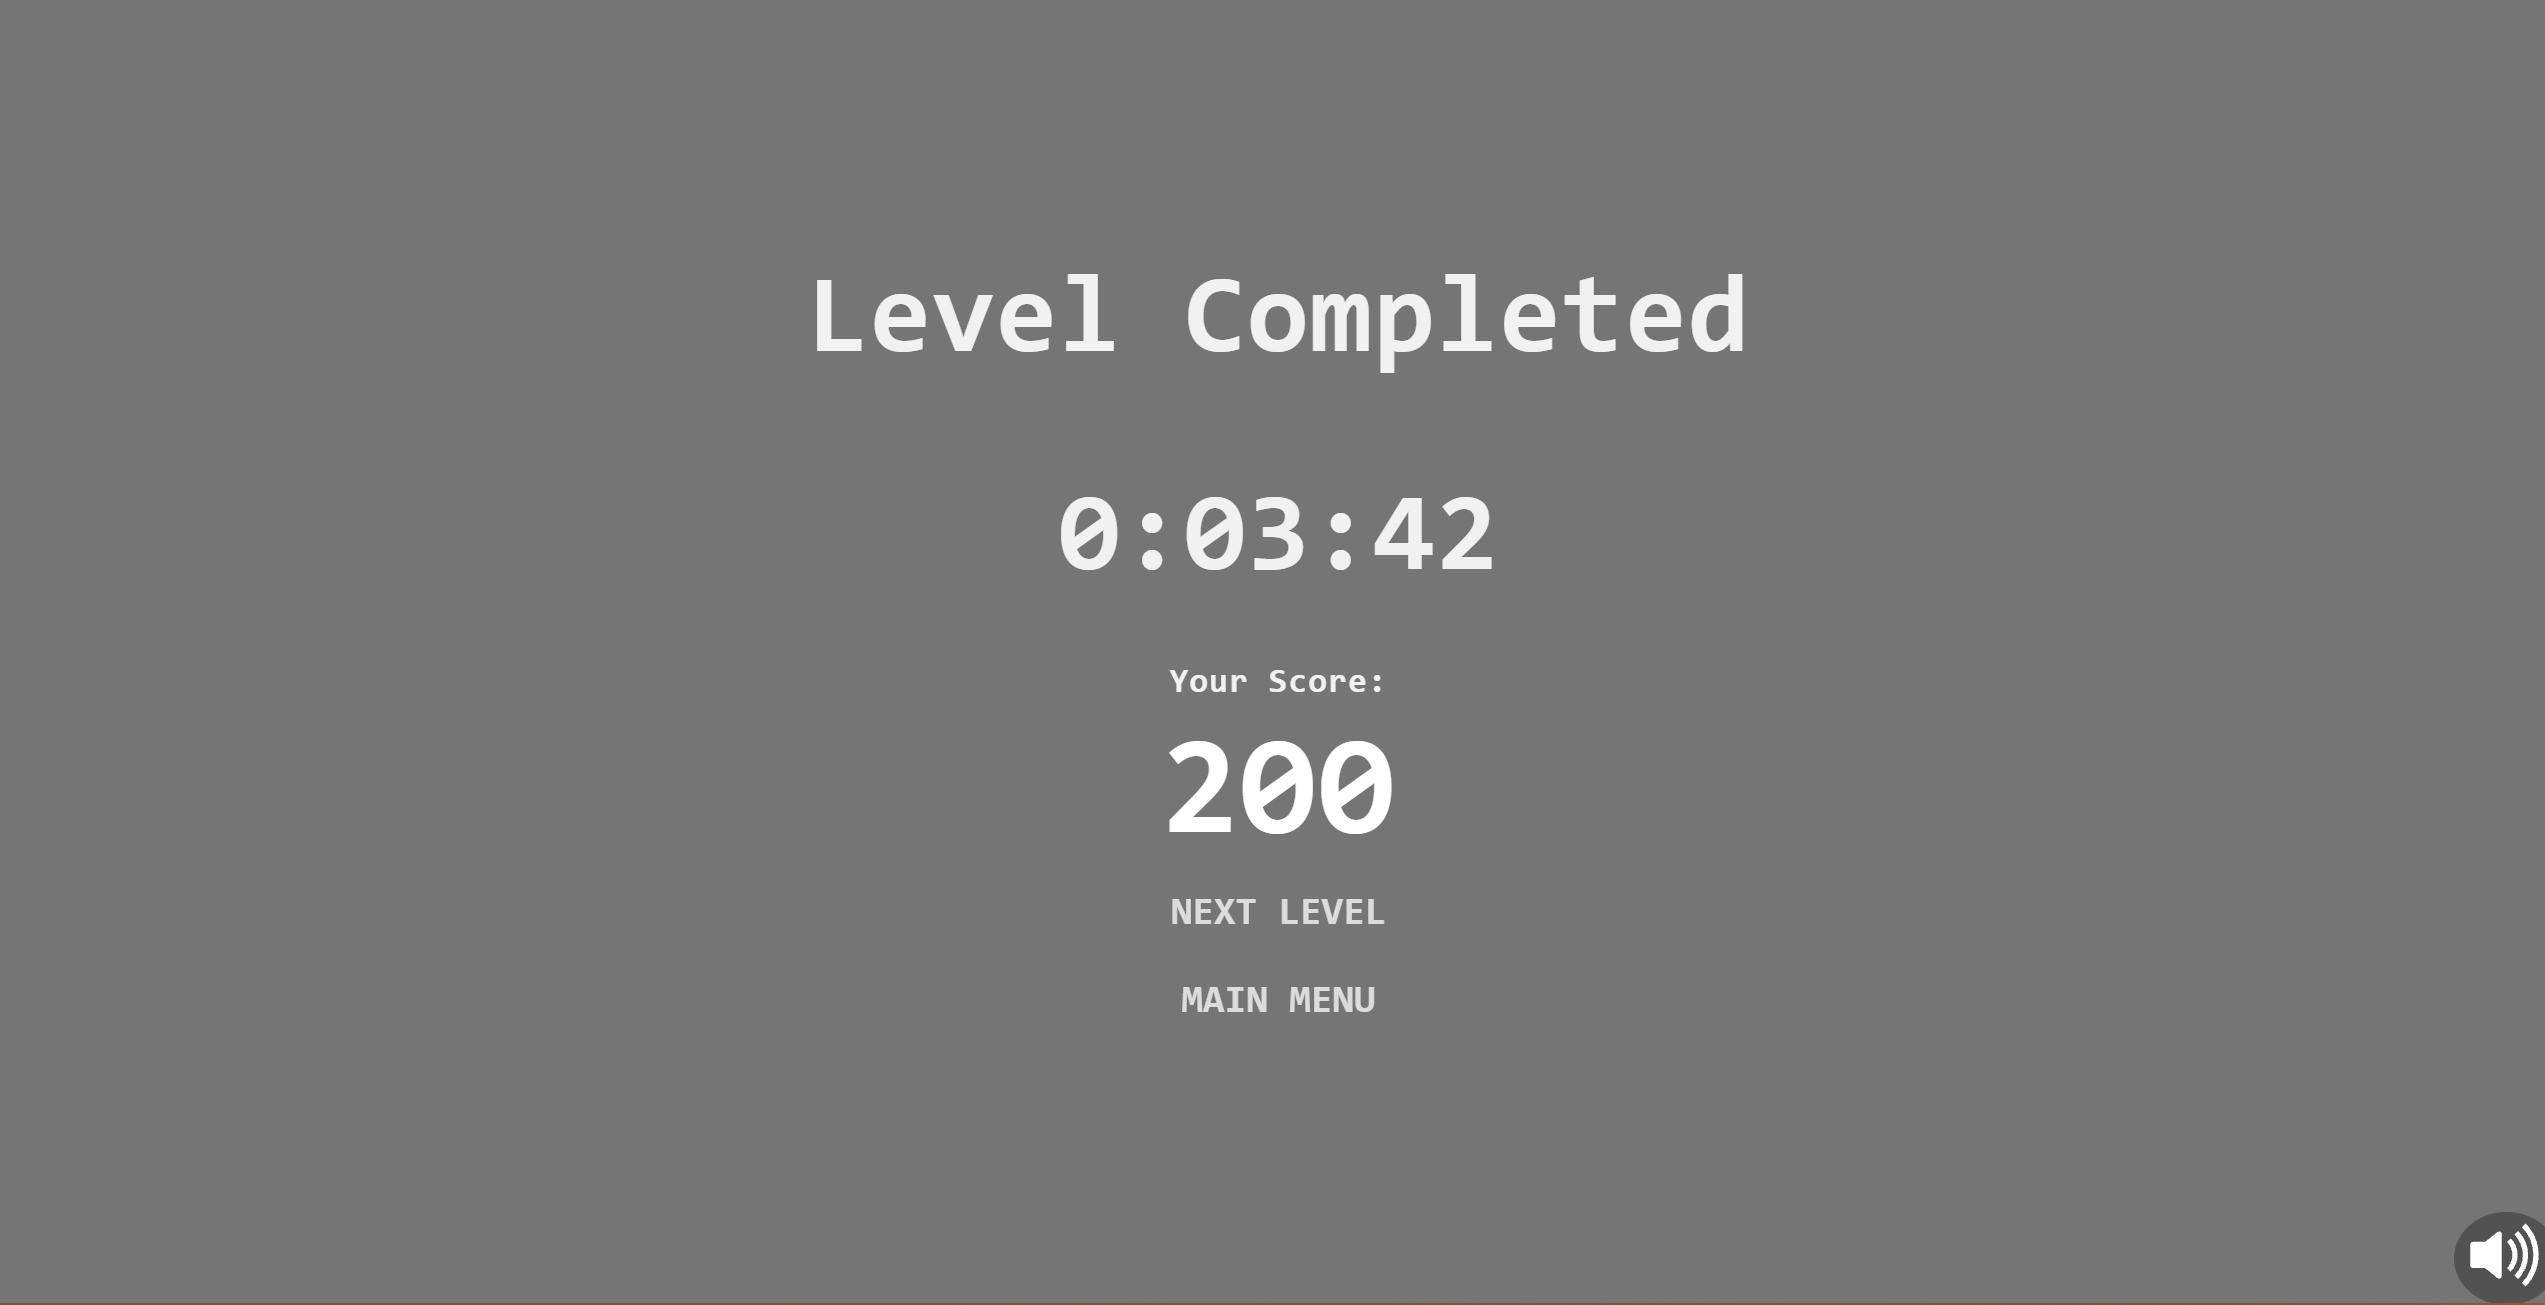 Level Completed
0:03:42
Your Score:
200
NEXT LEVEL
MAIN MENU